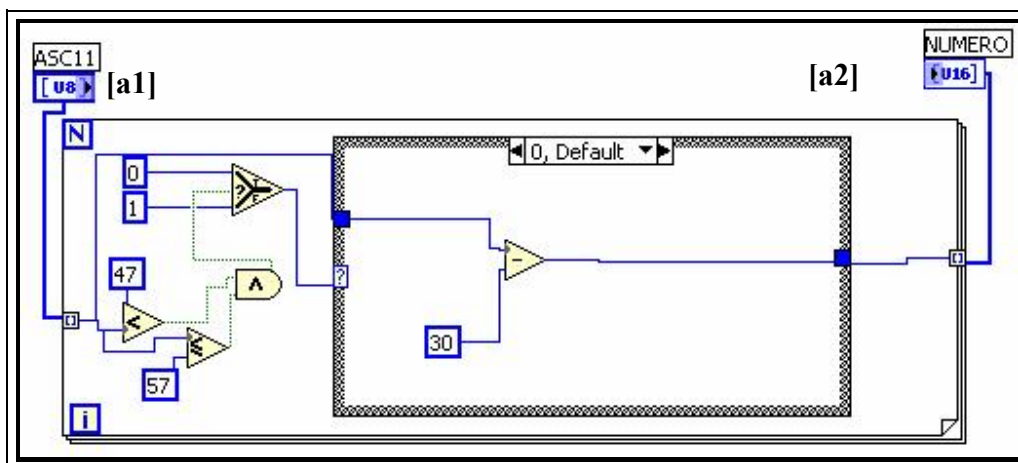 ASC11
NUMERO
[U8]
[a1]
[a2]
[U16]
N
0, Default
0
?
T
F
1
47
^
?
<
-
≤
30
57
i